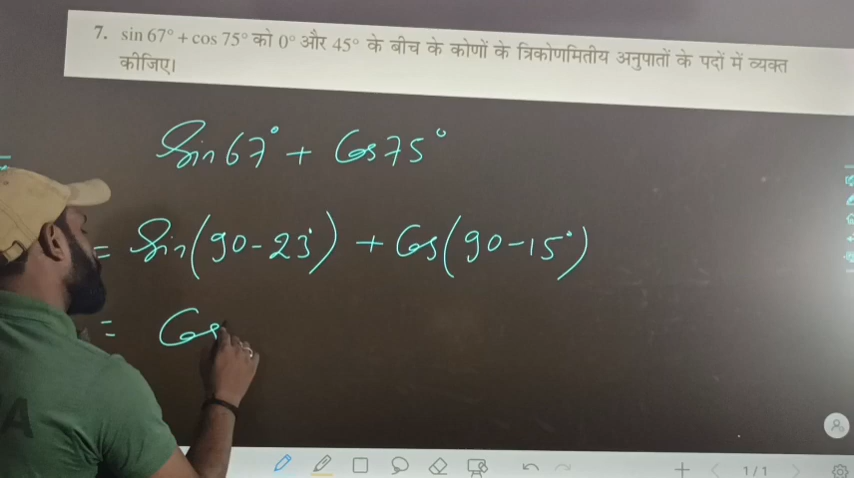 7. sin 67° + cos 75° को 0° और 45° के बीच के कोणों के त्रिकोणमितीय अनुपातों के पदों में व्यक्त
कीजिए।
Sin 67° + Cos 75°
= Sin(90-23°) + Cos(90-15°)
= Cos
A
1/1